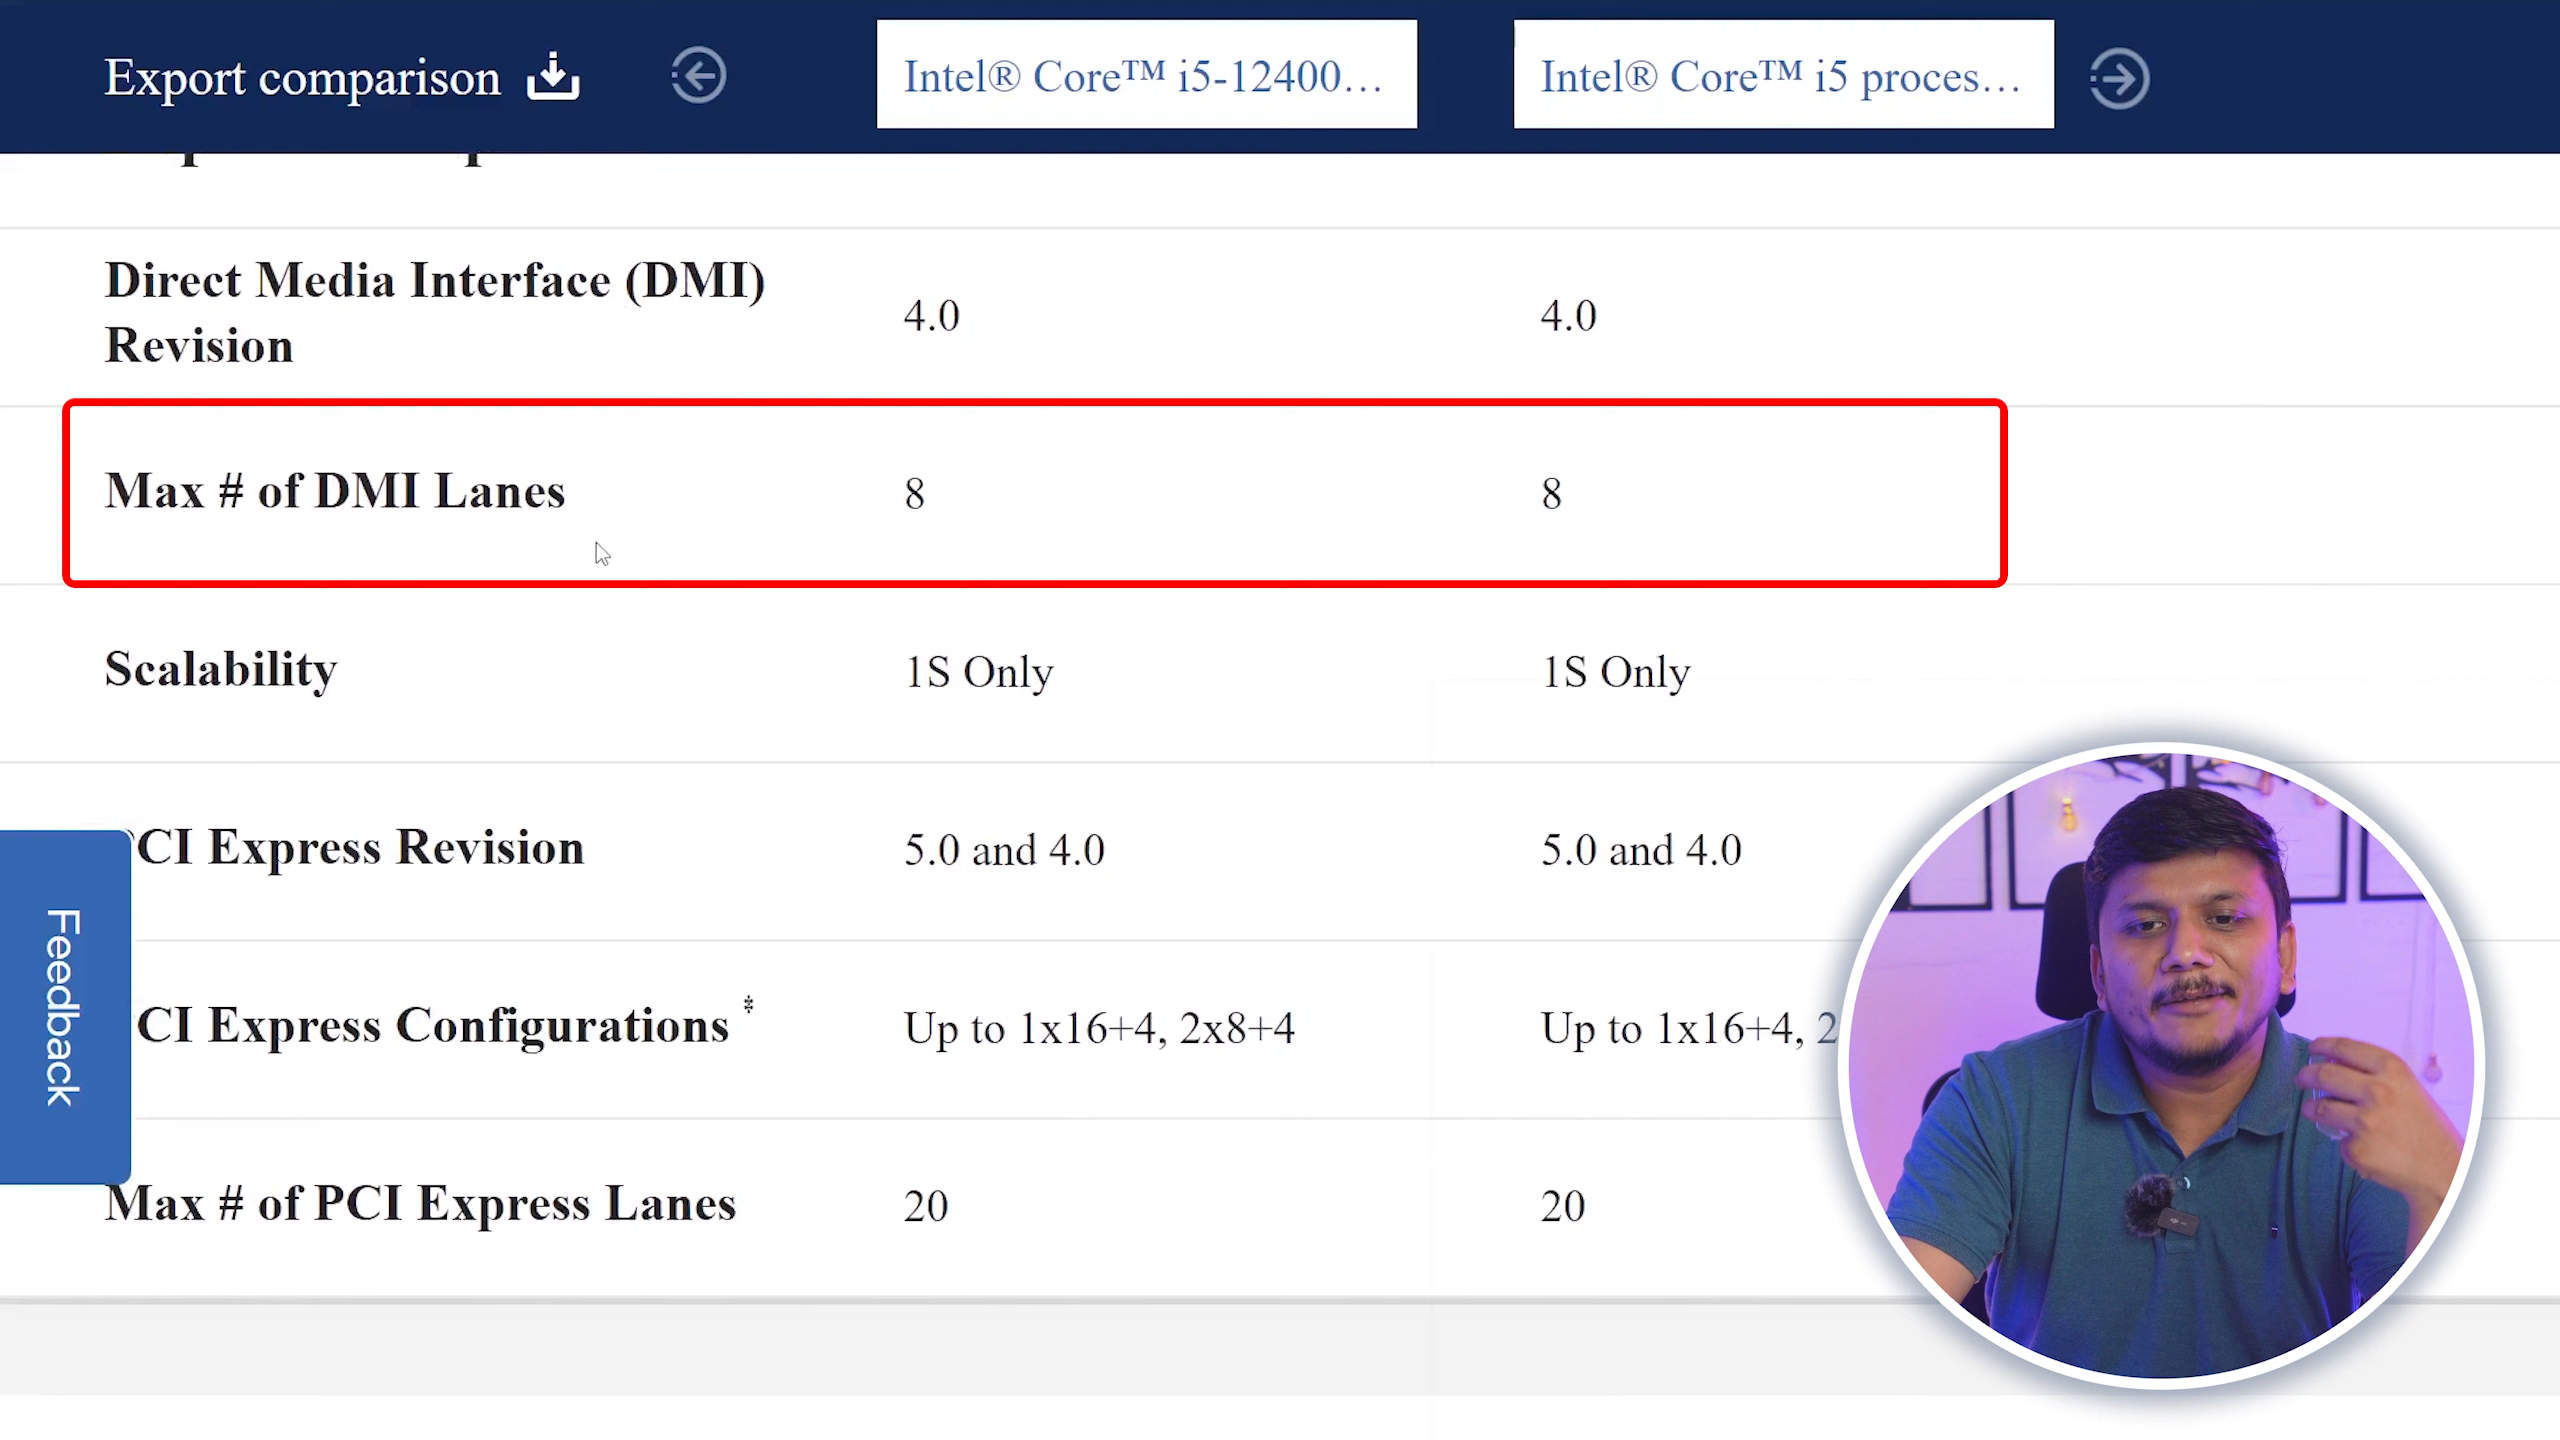 Export comparison
Intel® Core™ i5-12400...
Intel® Core™ i5 proces...
Direct Media Interface (DMI)
Revision
4.0
4.0
Max # of DMI Lanes
8
8
Scalability
1S Only
1S Only
CI Express Revision
5.0 and 4.0
5.0 and 4.0
CI Express Configurations ‡
Up to 1x16+4, 2x8+4
Up to 1x16+4, 2
Max # of PCI Express Lanes
20
20
Feedback